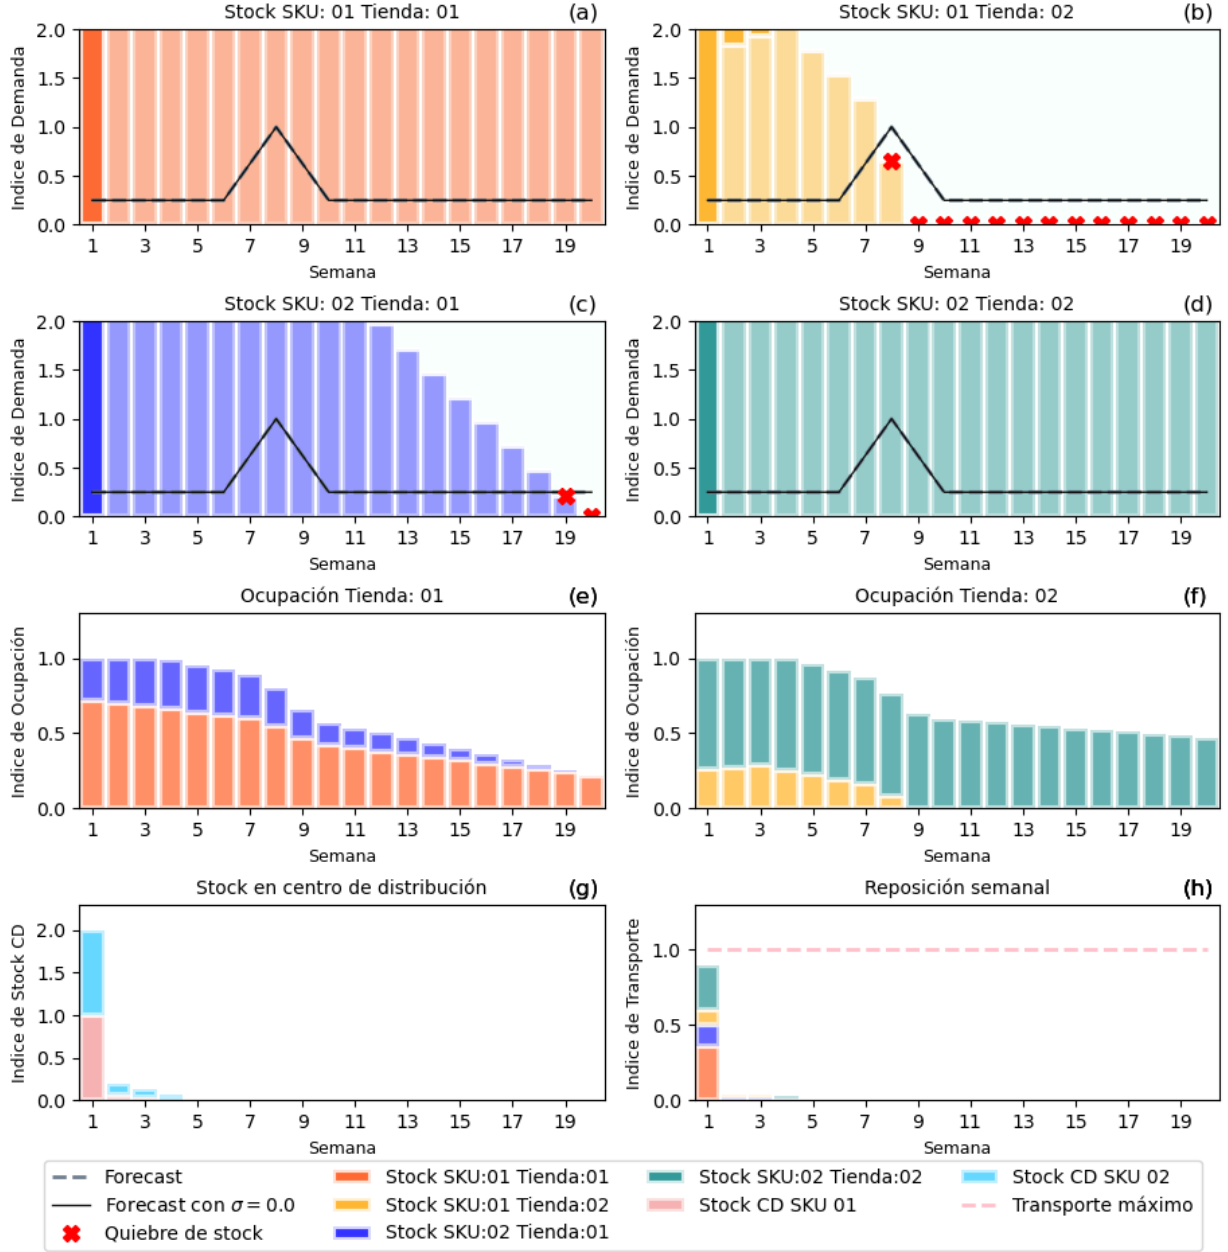 Stock SKU: 01 Tienda: 01
(a)
Indice de Demanda
2.0
1.5
1.0
0.5
0.0
1 3 5 7 9 11 13 15 17 19
Semana
Stock SKU: 01 Tienda: 02
(b)
Indice de Demanda
2.0
1.5
1.0
0.5
0.0
1 3 5 7 9 11 13 15 17 19
Semana
Stock SKU: 02 Tienda: 01
(c)
Indice de Demanda
2.0
1.5
1.0
0.5
0.0
1 3 5 7 9 11 13 15 17 19
Semana
Stock SKU: 02 Tienda: 02
(d)
Indice de Demanda
2.0
1.5
1.0
0.5
0.0
1 3 5 7 9 11 13 15 17 19
Semana
Ocupación Tienda: 01
(e)
Indice de Ocupación
1.0
0.5
0.0
1 3 5 7 9 11 13 15 17 19
Semana
Ocupación Tienda: 02
(f)
Indice de Ocupación
1.0
0.5
0.0
1 3 5 7 9 11 13 15 17 19
Semana
Stock en centro de distribución
(g)
Indice de Stock CD
2.0
1.5
1.0
0.5
0.0
1 3 5 7 9 11 13 15 17 19
Semana
Reposición semanal
(h)
Indice de Transporte
1.0
0.5
0.0
1 3 5 7 9 11 13 15 17 19
Semana
Forecast
Forecast con σ = 0.0
Quiebre de stock
Stock SKU:01 Tienda:01
Stock SKU:01 Tienda:02
Stock SKU:02 Tienda:01
Stock SKU:02 Tienda:02
Stock CD SKU 01
Stock CD SKU 02
Transporte máximo